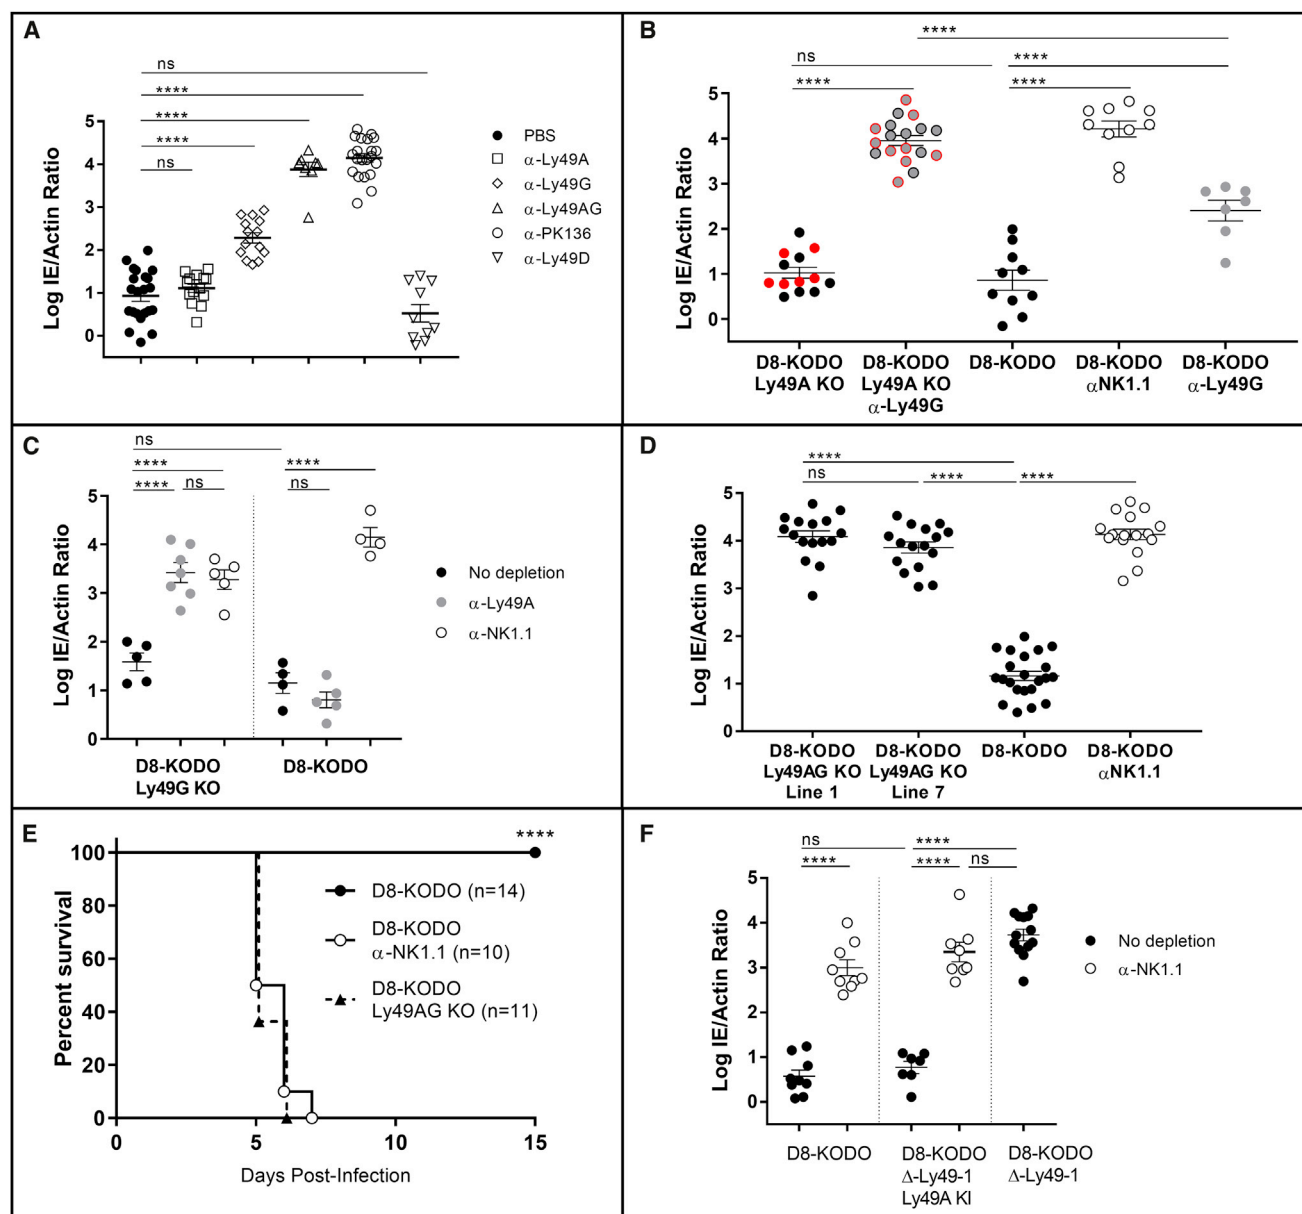 A
ns
****
****
****
ns
Log IE/Actin Ratio
5
4
3
2
1
0
PBS
α-Ly49A
α-Ly49G
α-Ly49AG
α-PK136
α-Ly49D
B
****
ns
****
****
****
Log IE/Actin Ratio
5
4
3
2
1
0
D8-KODO
Ly49A KO
D8-KODO
Ly49A KO
α-Ly49G
D8-KODO
D8-KODO
αNK1.1
D8-KODO
α-Ly49G
C
ns
****
****
ns
****
ns
Log IE/Actin Ratio
5
4
3
2
1
0
D8-KODO
Ly49G KO
D8-KODO
No depletion
α-Ly49A
α-NK1.1
D
****
ns
****
****
Log IE/Actin Ratio
5
4
3
2
1
0
D8-KODO
Ly49AG KO
Line 1
D8-KODO
Ly49AG KO
Line 7
D8-KODO
D8-KODO
αNK1.1
E
****
Percent survival
100
80
60
40
20
0
0
5
10
15
Days Post-Infection
D8-KODO (n=14)
D8-KODO
α-NK1.1 (n=10)
D8-KODO
Ly49AG KO (n=11)
F
ns
****
****
****
ns
Log IE/Actin Ratio
5
4
3
2
1
0
D8-KODO
D8-KODO
Δ-Ly49-1
Ly49A KI
D8-KODO
Δ-Ly49-1
No depletion
α-NK1.1